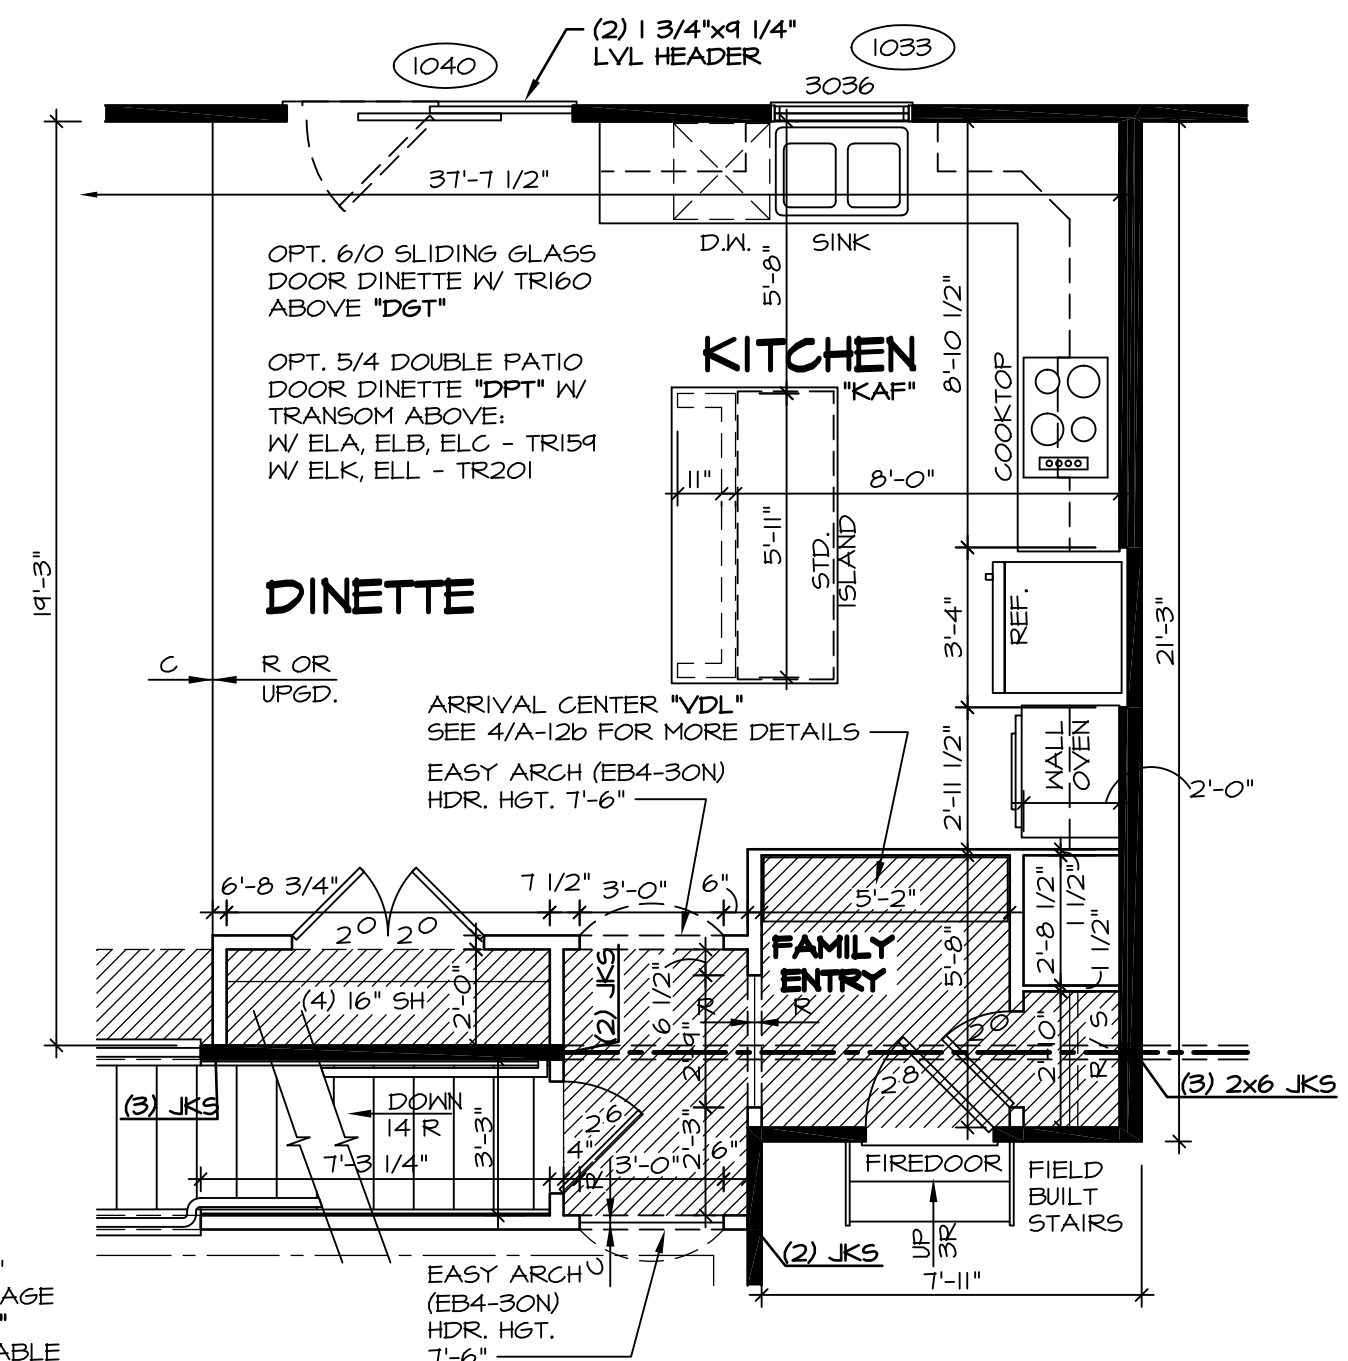 (2) 1 3/4"x9 1/4"
LVL HEADER
1040
1033
3036
37'-7 1/2"
D.W.
SINK
OPT. 6/0 SLIDING GLASS
DOOR DINETTE W/ TR160
ABOVE "DGT"
5'-8"
8'-10 1/2"
KITCHEN
"KAF"
OPT. 5/4 DOUBLE PATIO
DOOR DINETTE "DPT" W/
TRANSOM ABOVE:
W/ ELA, ELB, ELC - TR159
W/ ELK, ELL - TR201
COOKTOP
11"
8'-0"
5'-11"
STD.
ISLAND
19'-3"
DINETTE
3'-4"
REF.
21'-3"
C
R OR
UPGD.
ARRIVAL CENTER "VDL"
SEE 4/A-12b FOR MORE DETAILS
EASY ARCH (EB4-30N)
HDR. HGT. 7'-6"
2'-11 1/2"
WALL
OVEN
2'-0"
6'-8 3/4"
7 1/2"
3'-0"
6"
5'-2"
2'-8 1/2"
1 1/2"
4 1/2"
2⁰
2⁰
FAMILY
ENTRY
5'-8"
(4) 16" SH
2'-0"
(2) JKS
6 1/2"
R
R
2'-9"
2⁰
2'-10"
R / S
2⁸
(3) JKS
DOWN
14 R
2⁶
(3) 2x6 JKS
7'-3 1/4"
3'-3"
4"
R
3'-0"
2'-3"
6"
FIREDOOR
FIELD
BUILT
STAIRS
UP
3R
(2) JKS
7'-11"
C
EASY ARCH
(EB4-30N)
HDR. HGT.
7'-6"
"
AGE
"
ABLE